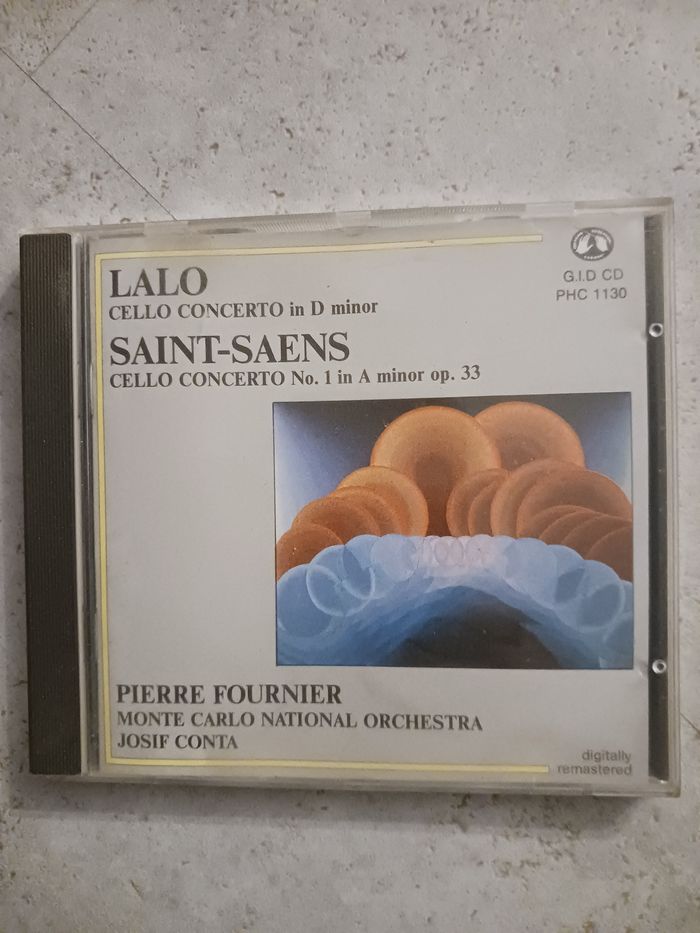 LALO
CELLO CONCERTO in D minor
SAINT-SAENS
CELLO CONCERTO No. 1 in A minor op. 33
G.I.D CD
PHC 1130
PIERRE FOURNIER
MONTE CARLO NATIONAL ORCHESTRA
JOSIF CONTA
digitally
remastered